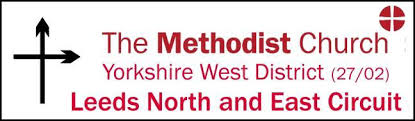 The Methodist Church
Yorkshire West District (27/02)
Leeds North and East Circuit